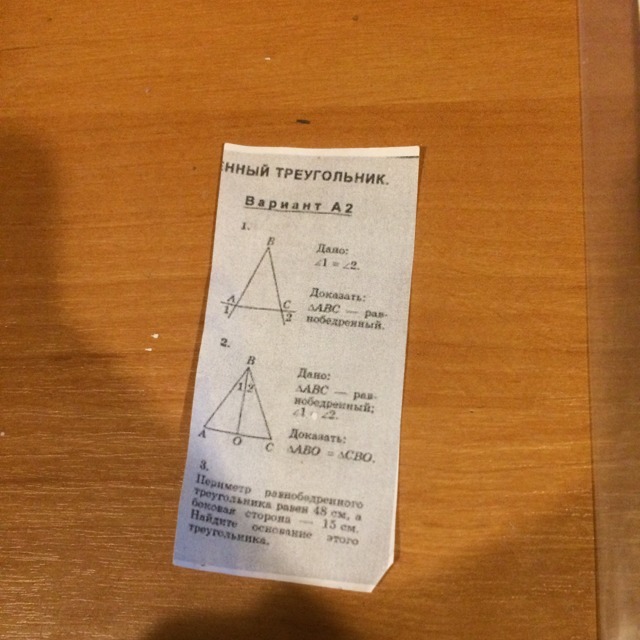 ННЫЙ ТРЕУГОЛЬНИК.
Вариант А2
1.
B
A
C
1
2
Дано:
∠1 = ∠2.
Доказать:
△ABC — рав-
нобедренный.
2.
B
1 2
A
O
C
Дано:
△ABC — рав-
нобедренный;
∠1 ∠2.
Доказать:
△ABO = △CBO.
3.
Периметр равнобедренного
треугольника равен 48 см, а
боковая сторона — 15 см.
Найдите основание этого
треугольника.